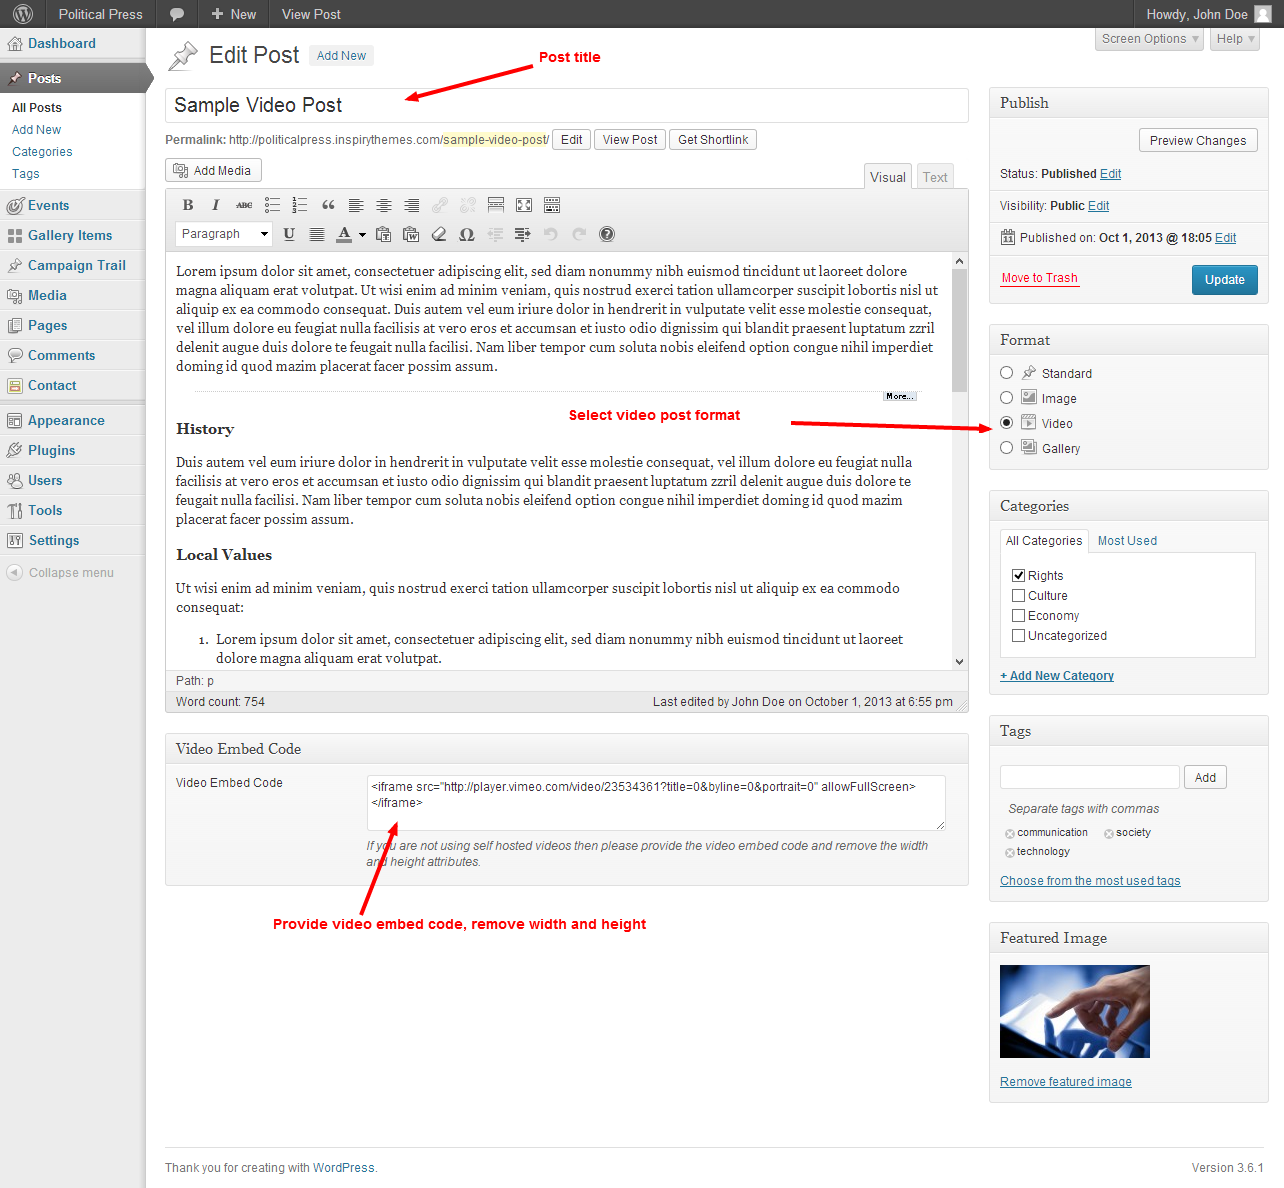 Political Press
New
View Post
Howdy, John Doe
Dashboard
Posts
All Posts
Add New
Categories
Tags
Events
Gallery Items
Campaign Trail
Media
Pages
Comments
Contact
Appearance
Plugins
Users
Tools
Settings
Collapse menu
Screen Options
Help
Edit Post
Add New
Post title
Sample Video Post
Permalink: http://politicalpress.inspirythemes.com/sample-video-post/ Edit View Post Get Shortlink
Add Media
Visual Text
B I ABC
Paragraph U A Ω ?
Lorem ipsum dolor sit amet, consectetuer adipiscing elit, sed diam nonummy nibh euismod tincidunt ut laoreet dolore
magna aliquam erat volutpat. Ut wisi enim ad minim veniam, quis nostrud exerci tation ullamcorper suscipit lobortis nisl ut
aliquip ex ea commodo consequat. Duis autem vel eum iriure dolor in hendrerit in vulputate velit esse molestie consequat,
vel illum dolore eu feugiat nulla facilisis at vero eros et accumsan et iusto odio dignissim qui blandit praesent luptatum zzril
delenit augue duis dolore te feugait nulla facilisi. Nam liber tempor cum soluta nobis eleifend option congue nihil imperdiet
doming id quod mazim placerat facer possim assum.
More...
Select video post format
History
Duis autem vel eum iriure dolor in hendrerit in vulputate velit esse molestie consequat, vel illum dolore eu feugiat nulla
facilisis at vero eros et accumsan et iusto odio dignissim qui blandit praesent luptatum zzril delenit augue duis dolore te
feugait nulla facilisi. Nam liber tempor cum soluta nobis eleifend option congue nihil imperdiet doming id quod mazim
placerat facer possim assum.
Local Values
Ut wisi enim ad minim veniam, quis nostrud exerci tation ullamcorper suscipit lobortis nisl ut aliquip ex ea commodo
consequat:
1. Lorem ipsum dolor sit amet, consectetuer adipiscing elit, sed diam nonummy nibh euismod tincidunt ut laoreet
dolore magna aliquam erat volutpat.
Path: p
Word count: 754
Last edited by John Doe on October 1, 2013 at 6:55 pm
Video Embed Code
Video Embed Code
<iframe src="http://player.vimeo.com/video/23534361?title=0&byline=0&portrait=0" allowFullScreen>
</iframe>
If you are not using self hosted videos then please provide the video embed code and remove the width
and height attributes.
Provide video embed code, remove width and height
Publish
Preview Changes
Status: Published Edit
Visibility: Public Edit
11 Published on: Oct 1, 2013 @ 18:05 Edit
Move to Trash
Update
Format
Standard
Image
Video
Gallery
Categories
All Categories
Most Used
Rights
Culture
Economy
Uncategorized
+ Add New Category
Tags
Add
Separate tags with commas
communication
society
technology
Choose from the most used tags
Featured Image
Remove featured image
Thank you for creating with WordPress.
Version 3.6.1